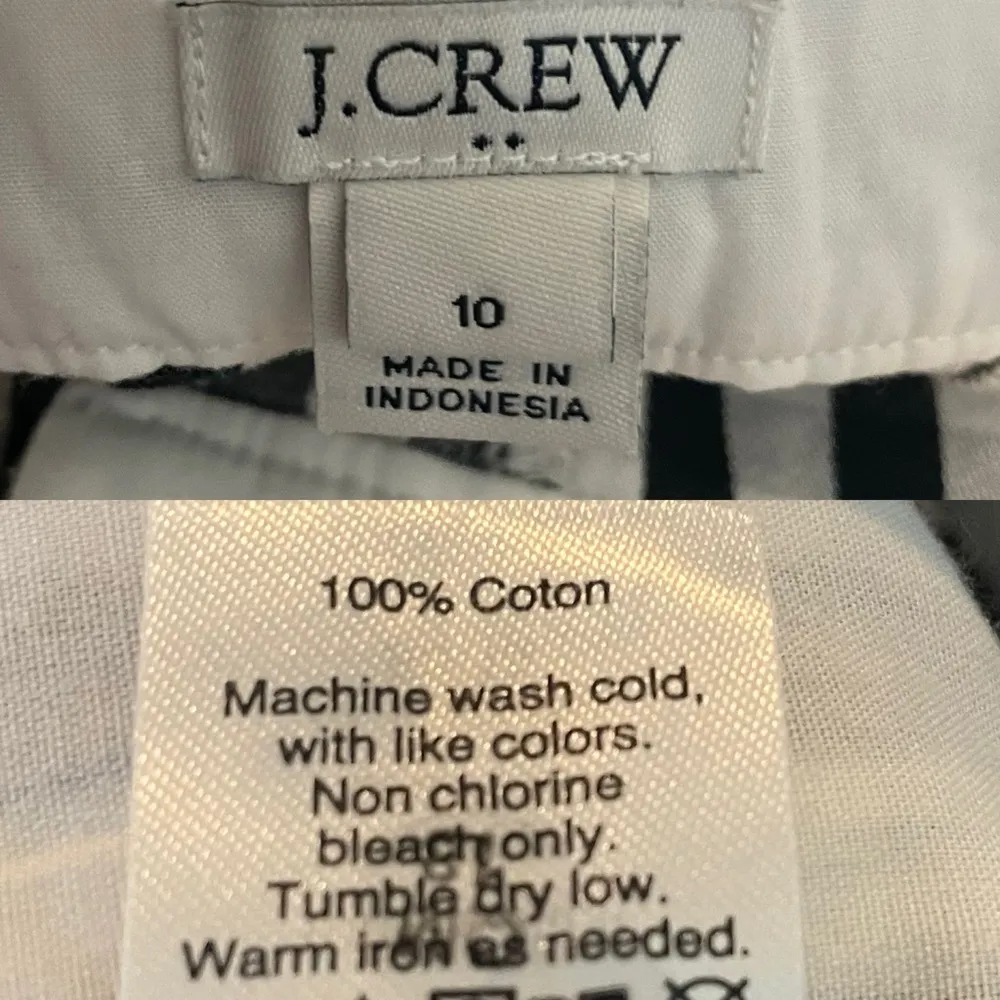 J.CREW
10
MADE IN
INDONESIA
100% Coton
Machine wash cold,
with like colors.
Non chlorine
bleach only.
Tumble dry low.
Warm iron as needed.